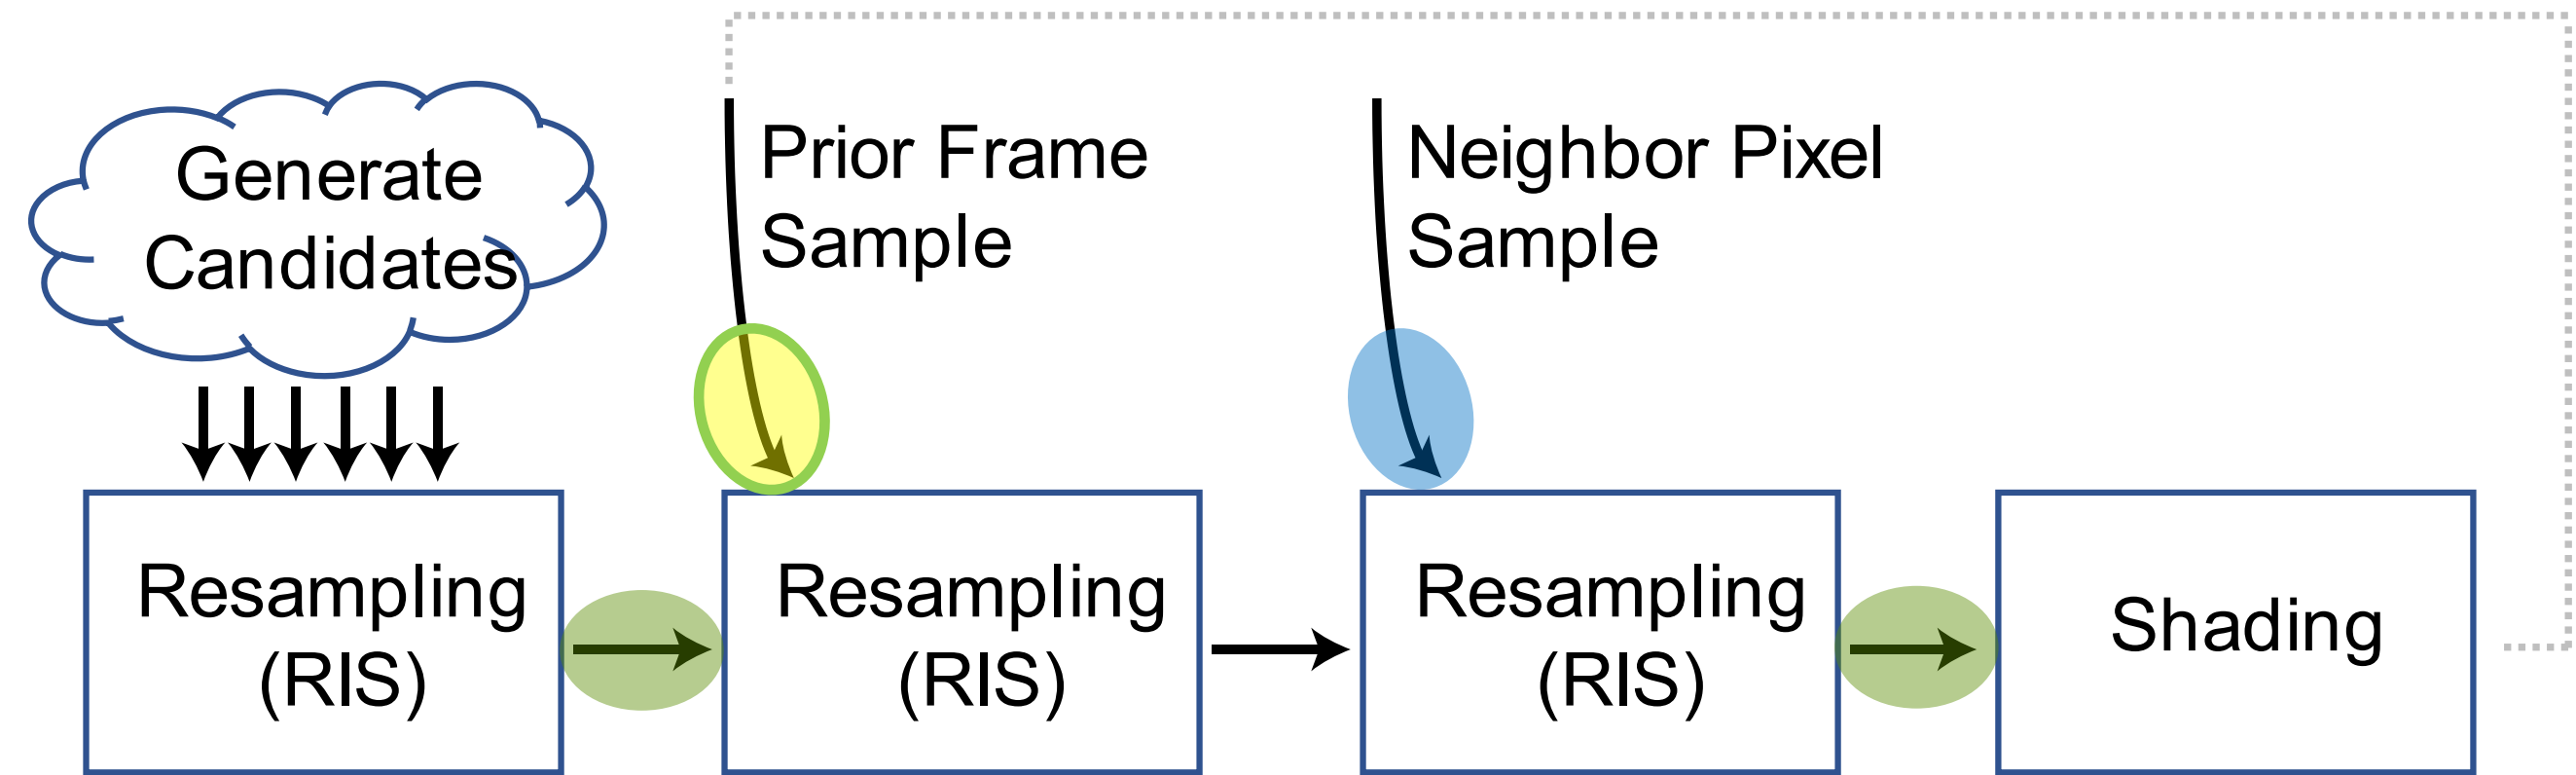 Generate
Candidates
Prior Frame
Sample
Neighbor Pixel
Sample
Resampling
(RIS)
Resampling
(RIS)
Resampling
(RIS)
Shading